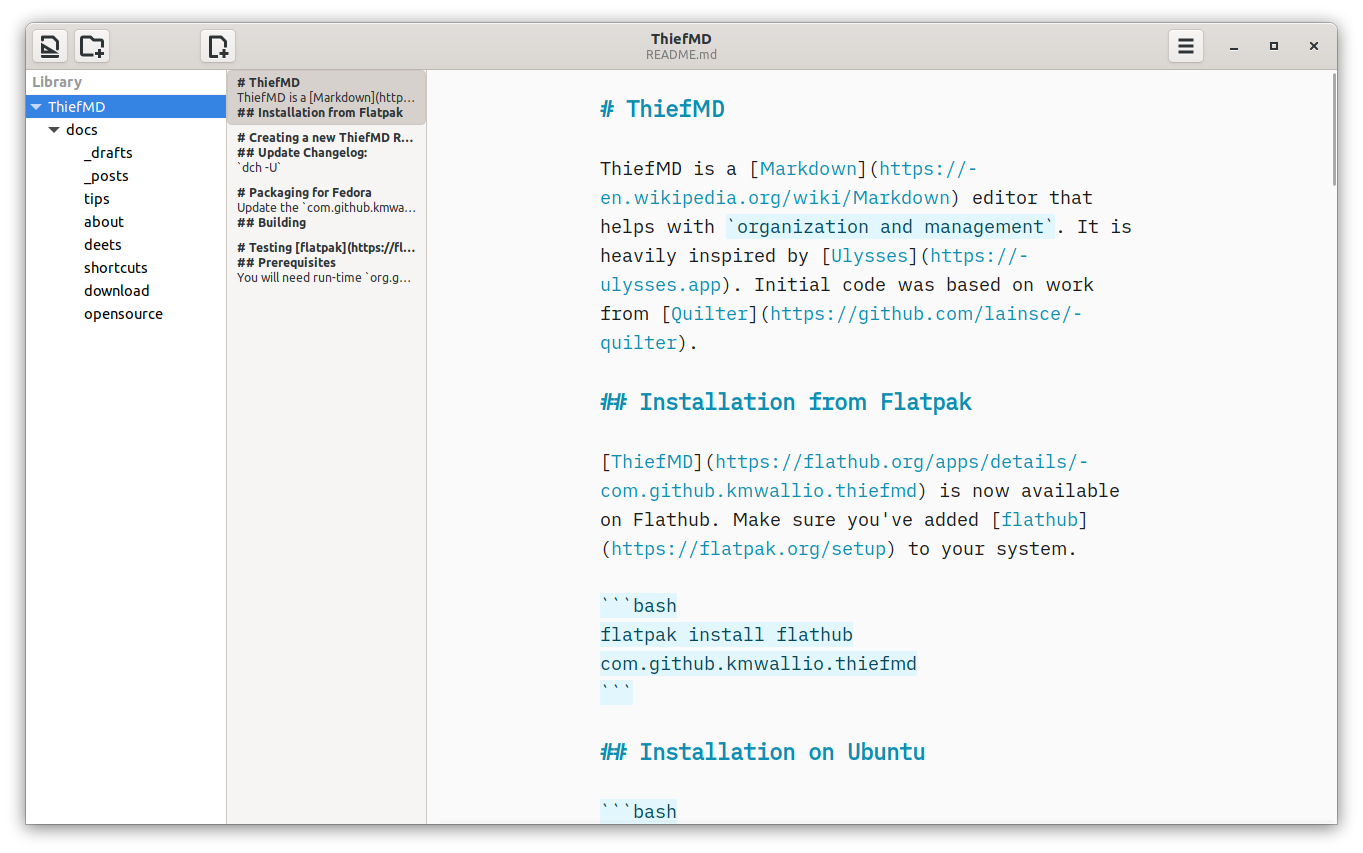 ThiefMD
README.md
Library
ThiefMD
docs
_drafts
_posts
tips
about
deets
shortcuts
download
opensource
# ThiefMD
ThiefMD is a [Markdown](http...
## Installation from Flatpak
# Creating a new ThiefMD R...
## Update Changelog:
`dch -U`
# Packaging for Fedora
Update the `com.github.kmwa...
## Building
# Testing [flatpak](https://fl...
## Prerequisites
You will need run-time `org.g...
# ThiefMD
ThiefMD is a [Markdown](https://-
en.wikipedia.org/wiki/Markdown) editor that
helps with `organization and management`. It is
heavily inspired by [Ulysses](https://-
ulysses.app). Initial code was based on work
from [Quilter](https://github.com/lainsce/-
quilter).
## Installation from Flatpak
[ThiefMD](https://flathub.org/apps/details/-
com.github.kmwallio.thiefmd) is now available
on Flathub. Make sure you've added [flathub]
(https://flatpak.org/setup) to your system.
```bash
flatpak install flathub
com.github.kmwallio.thiefmd
```
## Installation on Ubuntu
```bash